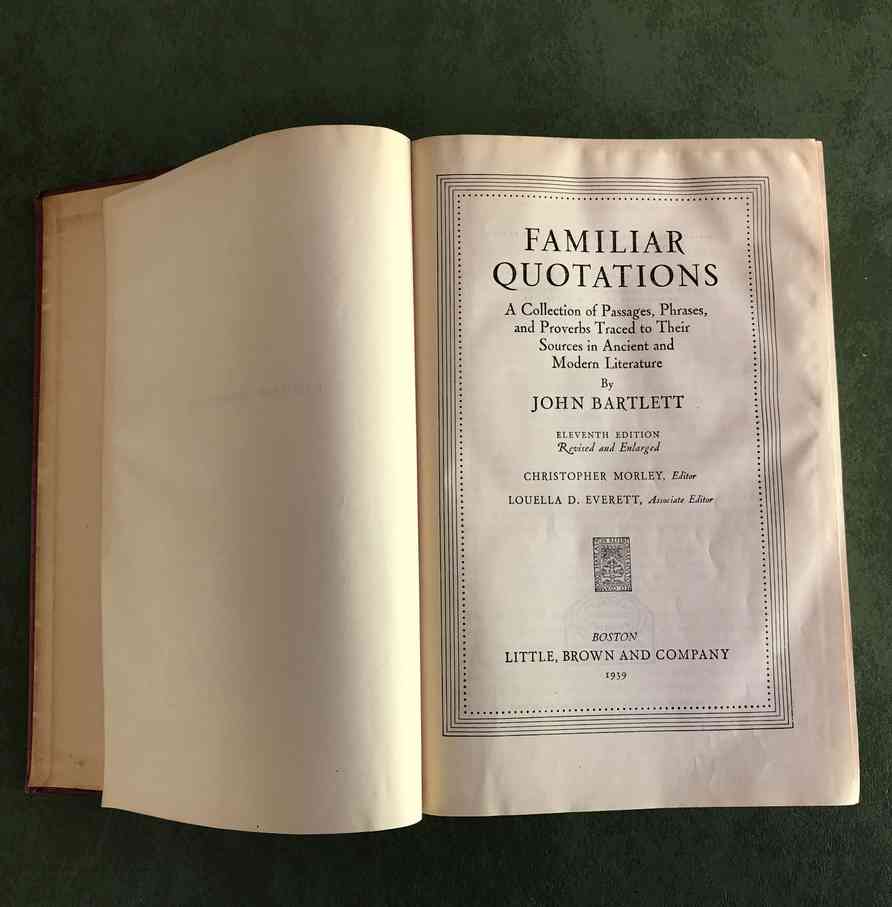 FAMILIAR
QUOTATIONS
A Collection of Passages, Phrases,
and Proverbs Traced to Their
Sources in Ancient and
Modern Literature
By
JOHN BARTLETT
ELEVENTH EDITION
Revised and Enlarged
CHRISTOPHER MORLEY, Editor
LOUELLA D. EVERETT, Associate Editor
BOSTON
LITTLE, BROWN AND COMPANY
1939